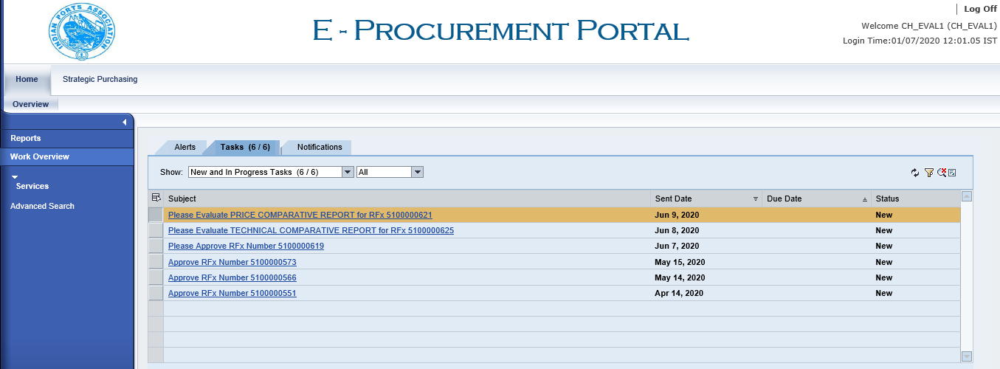 INDIAN PORTS ASSOCIATION
E - PROCUREMENT PORTAL
Log Off
Welcome CH_EVAL1 (CH_EVAL1)
Login Time:01/07/2020 12:01.05 IST
Home Strategic Purchasing
Overview
Reports
Work Overview
Services
Advanced Search
Alerts Tasks (6 / 6) Notifications
Show: New and In Progress Tasks (6 / 6) All
Subject Sent Date Due Date Status
Please Evaluate PRICE COMPARATIVE REPORT for RFx 5100000621 Jun 9, 2020 New
Please Evaluate TECHNICAL COMPARATIVE REPORT for RFx 5100000625 Jun 8, 2020 New
Please Approve RFx Number 5100000619 Jun 7, 2020 New
Approve RFx Number 5100000573 May 15, 2020 New
Approve RFx Number 5100000566 May 14, 2020 New
Approve RFx Number 5100000551 Apr 14, 2020 New